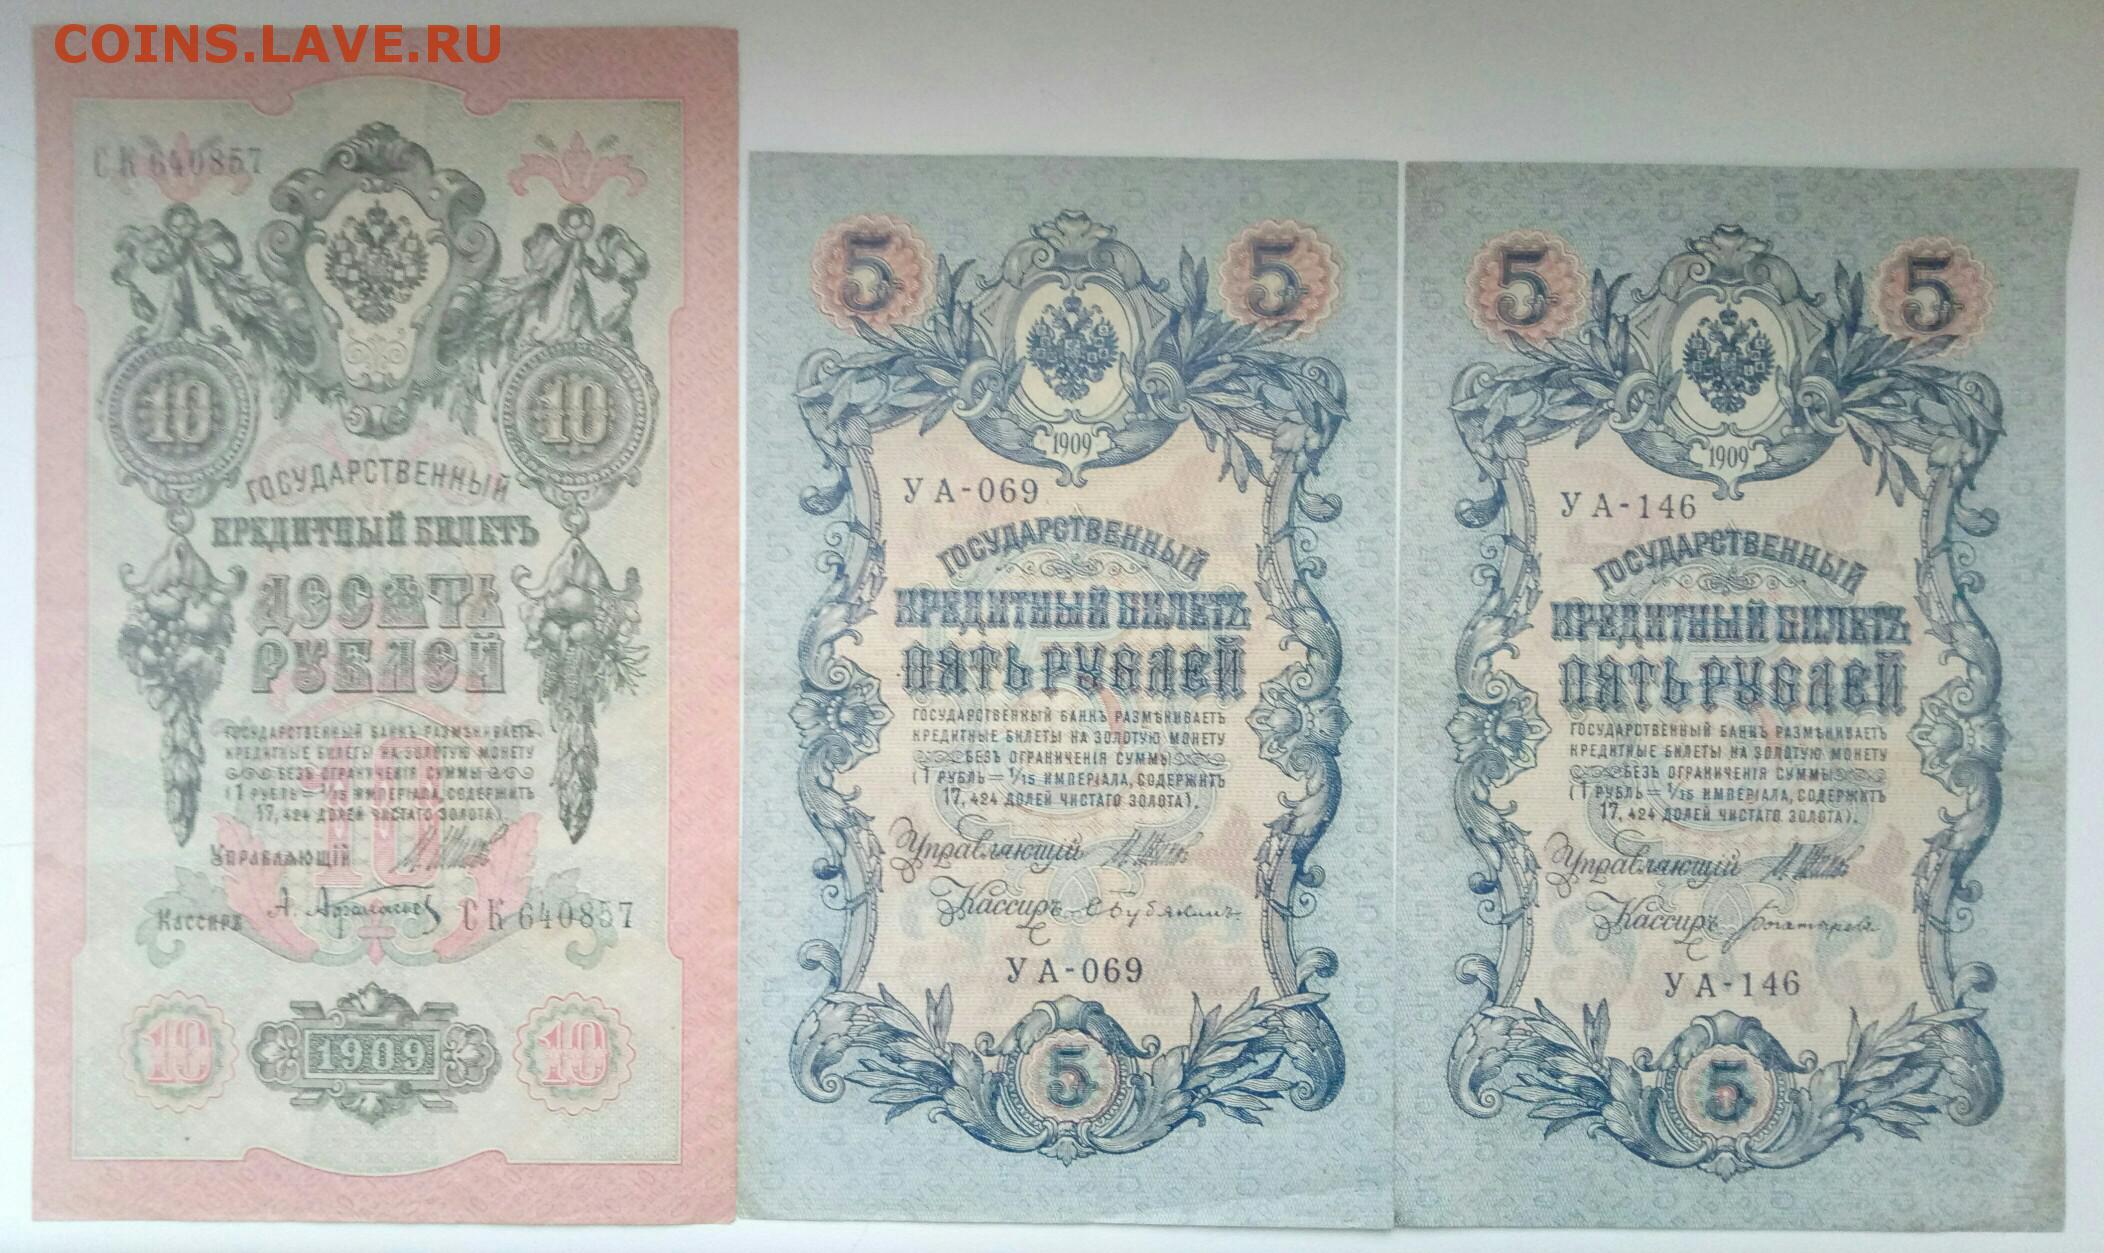 COINS.LAVE.RU
СК 640857
10
10
ГОСУДАРСТВЕННЫЙ
КРЕДИТНЫЙ БИЛЕТЪ
ДЕСЯТЬ
РУБЛЕЙ
ГОСУДАРСТВЕННЫЙ БАНКЪ РАЗМѢНИВАЕТЪ
КРЕДИТНЫЕ БИЛЕТЫ НА ЗОЛОТУЮ МОНЕТУ
БЕЗЪ ОГРАНИЧЕНІЯ СУММЫ
(1 РУБЛЬ = 1/15 ИМПЕРІАЛА, СОДЕРЖИТЪ
17,424 ДОЛЕЙ ЧИСТАГО ЗОЛОТА).
10
УПРАВЛЯЮЩІЙ
КАССИРЪ А. Афанасьев СК 640857
10
1909
10
5
5
1909
УА-069
ГОСУДАРСТВЕННЫЙ
КРЕДИТНЫЙ БИЛЕТЪ
ПЯТЬ РУБЛЕЙ
ГОСУДАРСТВЕННЫЙ БАНКЪ РАЗМѢНИВАЕТЪ
КРЕДИТНЫЕ БИЛЕТЫ НА ЗОЛОТУЮ МОНЕТУ
БЕЗЪ ОГРАНИЧЕНІЯ СУММЫ
(1 РУБЛЬ = 1/15 ИМПЕРІАЛА, СОДЕРЖИТЪ
17,424 ДОЛЕЙ ЧИСТАГО ЗОЛОТА).
Управляющій
Кассиръ С Бубякинъ
УА-069
5
5
5
1909
УА-146
ГОСУДАРСТВЕННЫЙ
КРЕДИТНЫЙ БИЛЕТЪ
ПЯТЬ РУБЛЕЙ
ГОСУДАРСТВЕННЫЙ БАНКЪ РАЗМѢНИВАЕТЪ
КРЕДИТНЫЕ БИЛЕТЫ НА ЗОЛОТУЮ МОНЕТУ
БЕЗЪ ОГРАНИЧЕНІЯ СУММЫ
(1 РУБЛЬ = 1/15 ИМПЕРІАЛА, СОДЕРЖИТЪ
17,424 ДОЛЕЙ ЧИСТАГО ЗОЛОТА).
Управляющій
Кассиръ Богатырев
УА-146
5